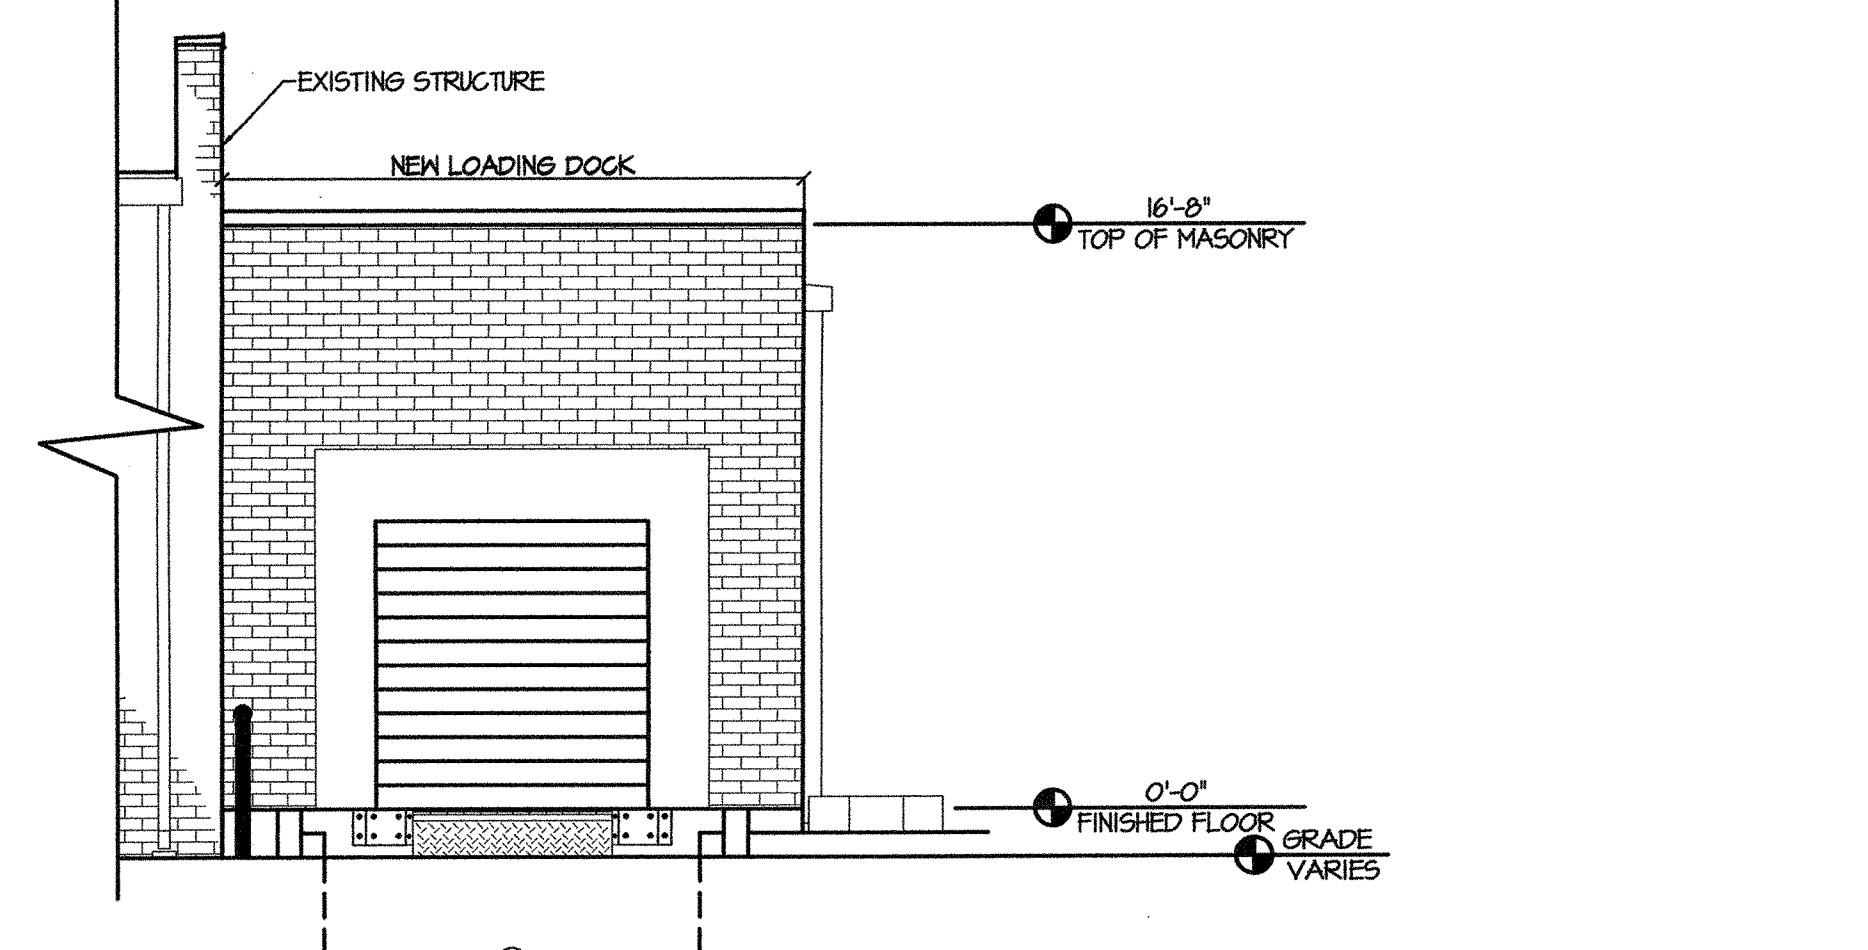 EXISTING STRUCTURE
NEW LOADING DOCK
16'-8"
TOP OF MASONRY
0'-0"
FINISHED FLOOR
GRADE
VARIES